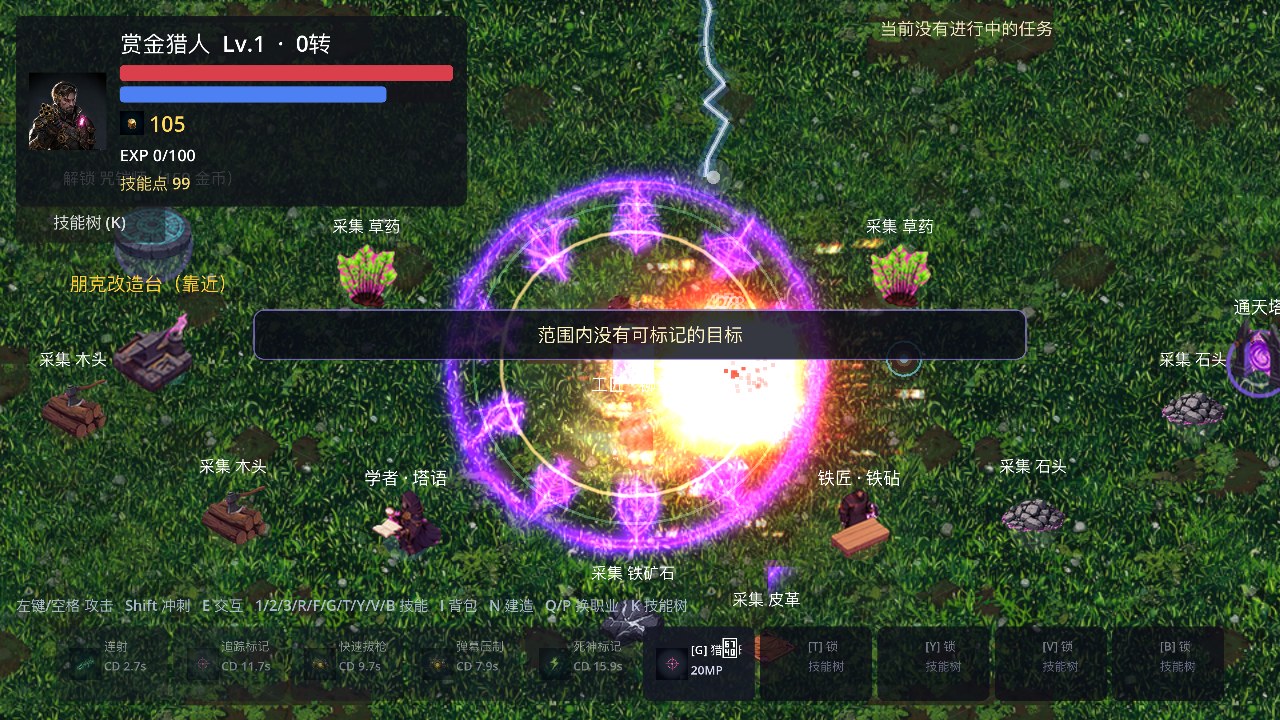 赏金猎人 Lv.1 · 0转
105
EXP 0/100
技能点 99
技能树 (K)
当前没有进行中的任务
采集 草药
采集 草药
朋克改造台（靠近）
通天塔
范围内没有可标记的目标
采集 木头
采集 石头
采集 木头
学者 · 塔语
铁匠 · 铁砧
采集 石头
采集 铁矿石
采集 皮革
左键/空格 攻击 Shift 冲刺 E 交互 1/2/3/R/F/G/T/Y/V/B 技能 I 背包 N 建造 Q/P 换职业 K 技能树
连射
CD 2.7s
追踪标记
CD 11.7s
快速拔枪
CD 9.7s
弹幕压制
CD 7.9s
死神标记
CD 15.9s
[G] 猎
20MP
[T] 锁
技能树
[Y] 锁
技能树
[V] 锁
技能树
[B] 锁
技能树